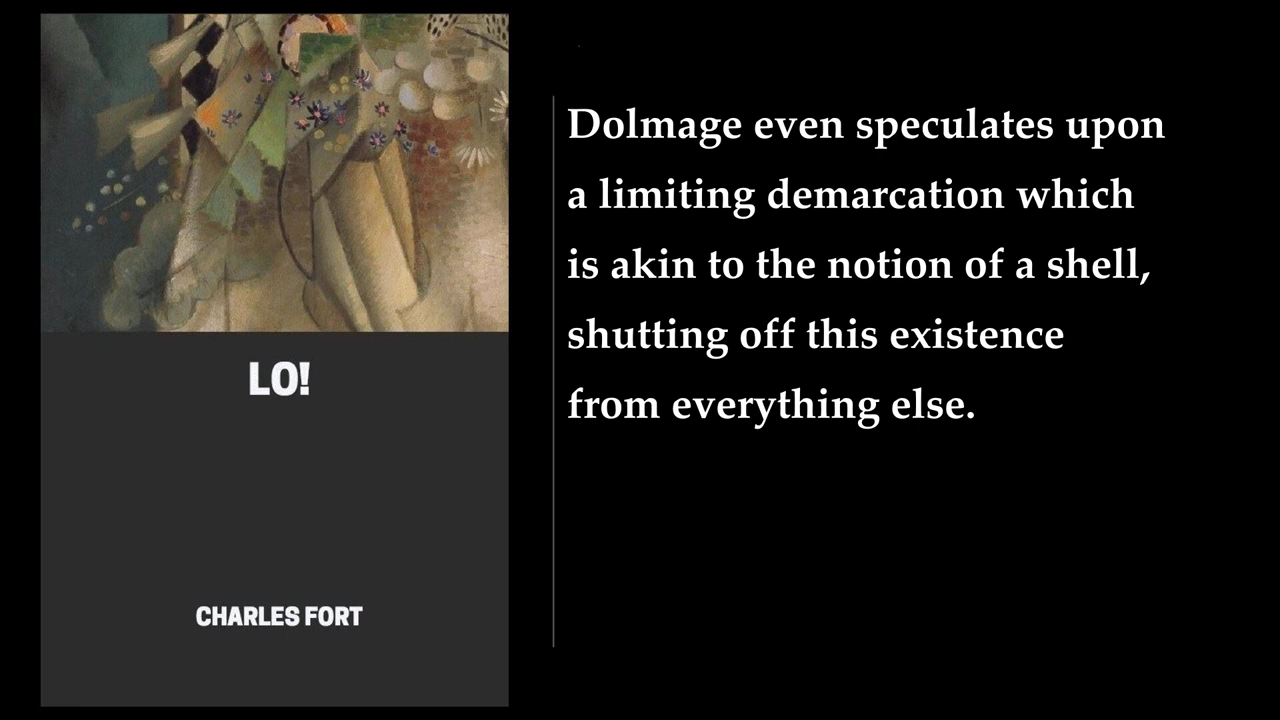 LO!
CHARLES FORT
Dolmage even speculates upon
a limiting demarcation which
is akin to the notion of a shell,
shutting off this existence
from everything else.